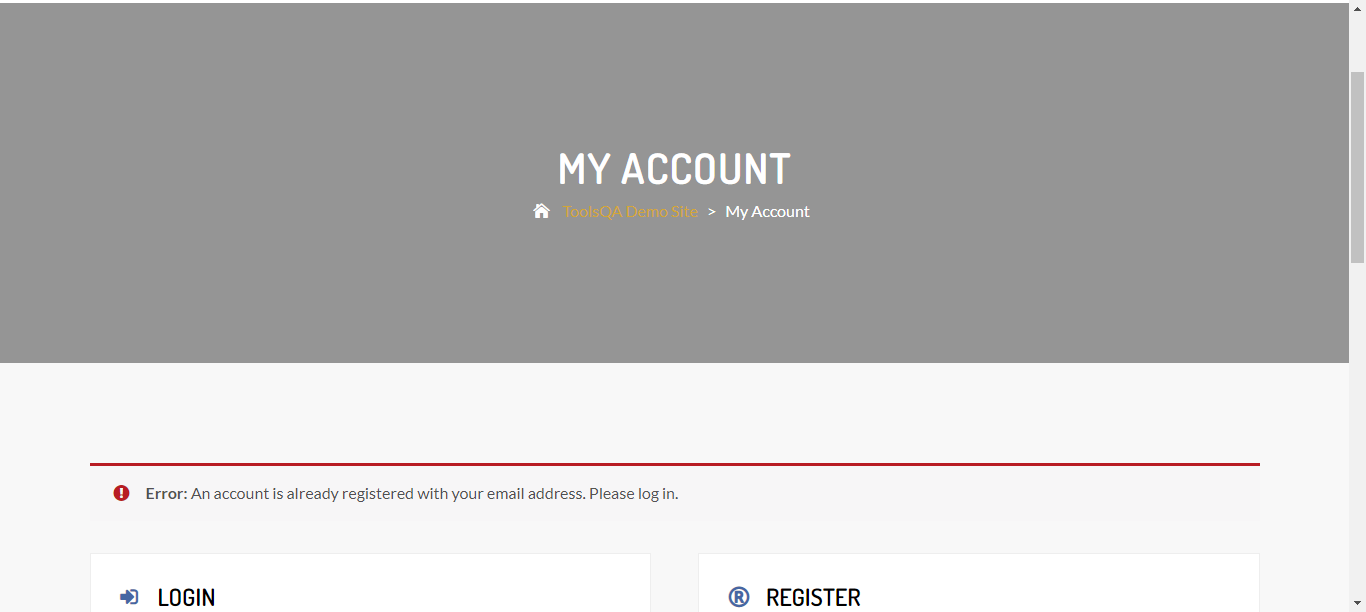 MY ACCOUNT
ToolsQA Demo Site > My Account
Error: An account is already registered with your email address. Please log in.
LOGIN
REGISTER